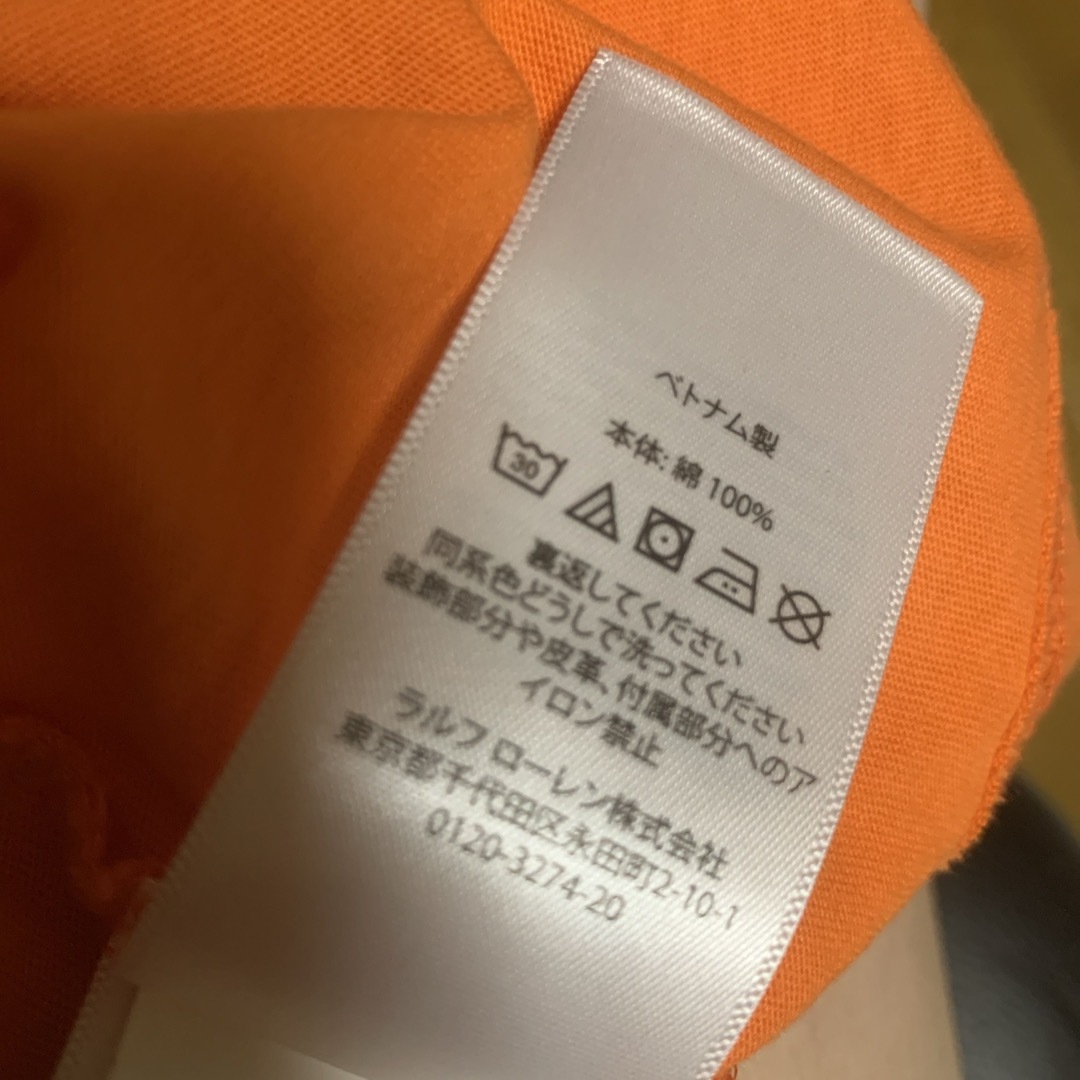 ベトナム製
本体: 綿 100%
30
裏返してください
同系色どうしで洗ってください
装飾部分や皮革、付属部分へのア
イロン禁止
ラルフ ローレン株式会社
東京都千代田区永田町2-10-1
0120-3274-20